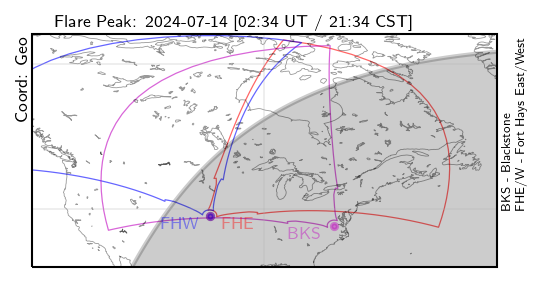 Flare Peak: 2024-07-14 [02:34 UT / 21:34 CST]
Coord: Geo
FHW
FHE
BKS
BKS - Blackstone
FHE/W - Fort Hays East/West